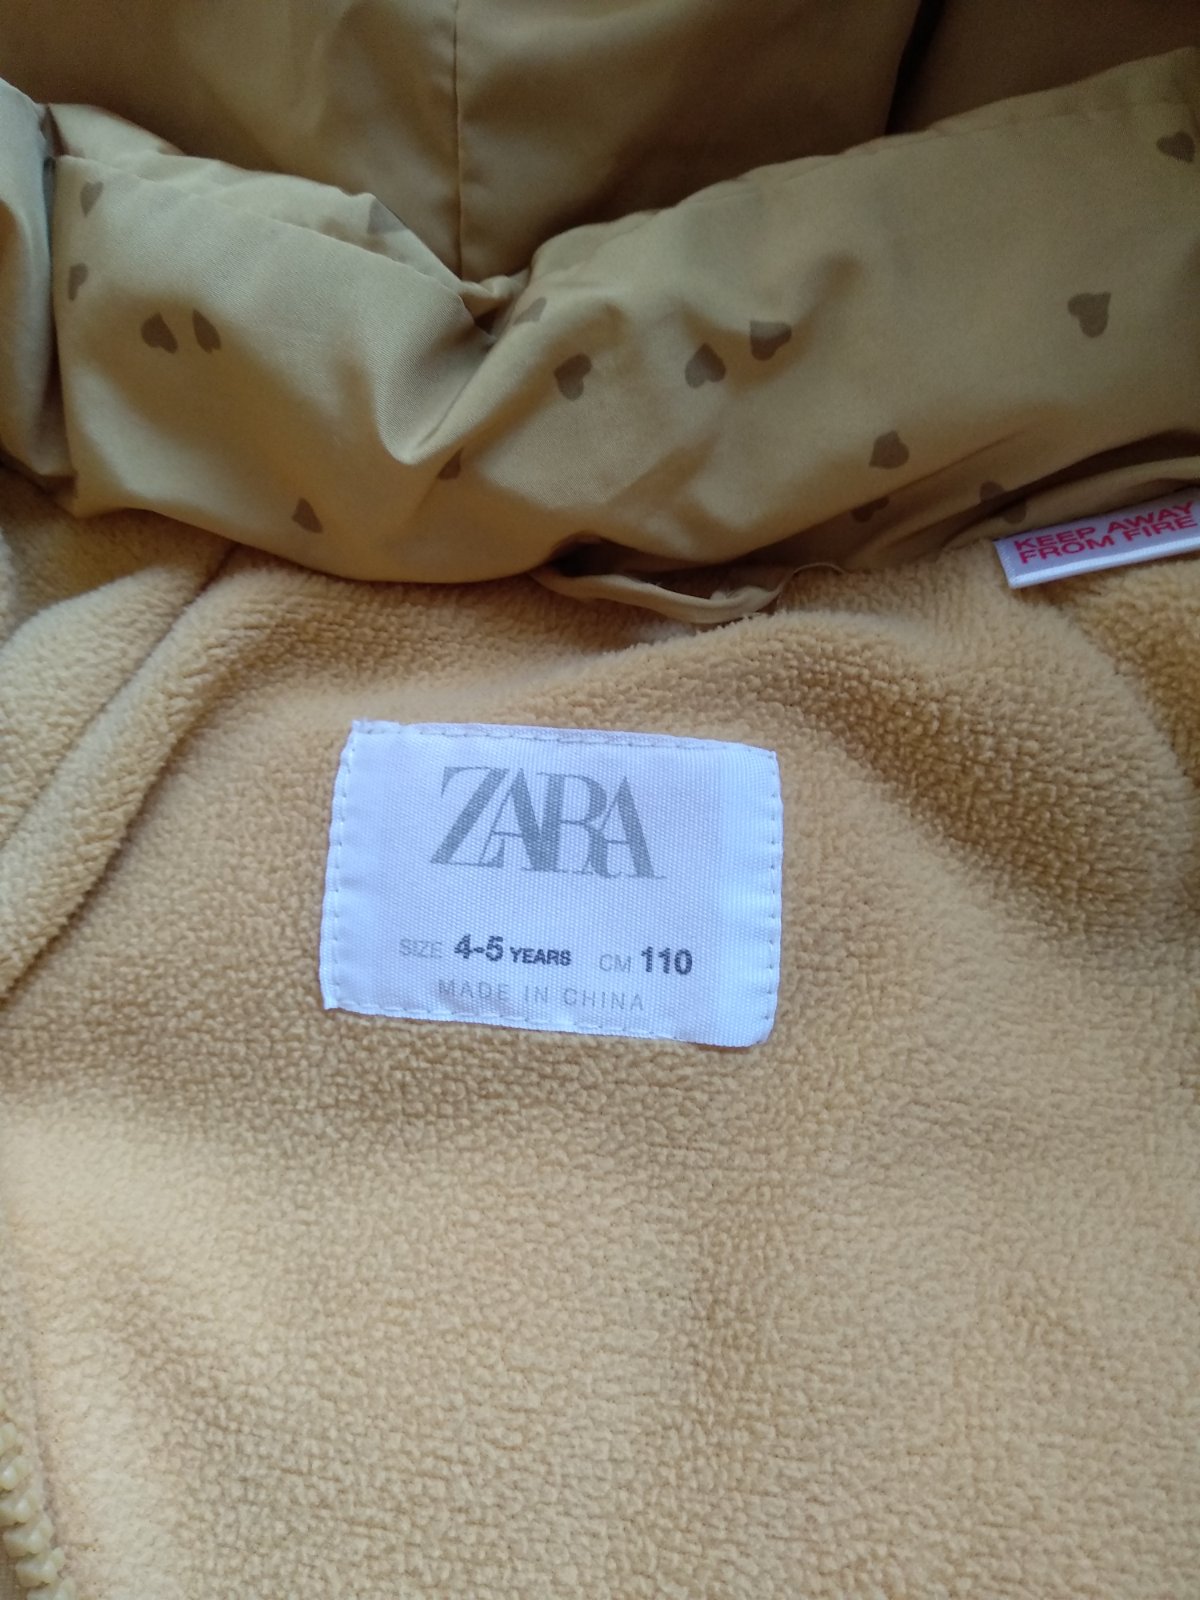 KEEP AWAY
FROM FIRE
ZARA
SIZE 4-5 YEARS CM 110
MADE IN CHINA